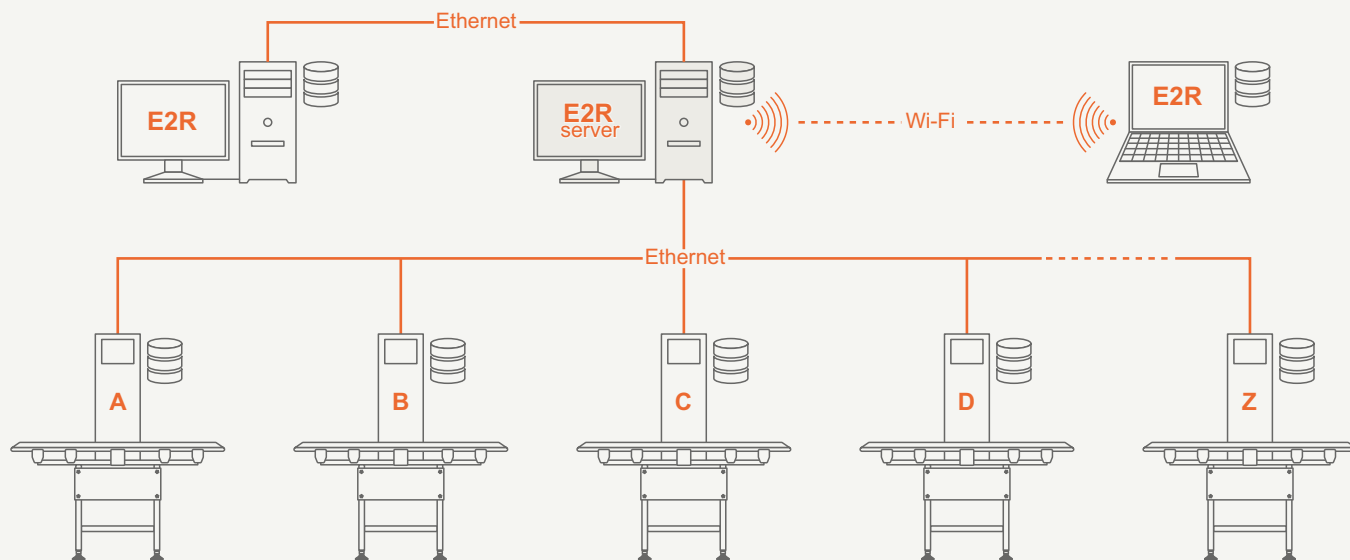 Ethernet
E2R
E2R
server
Wi-Fi
E2R
Ethernet
A
B
C
D
Z